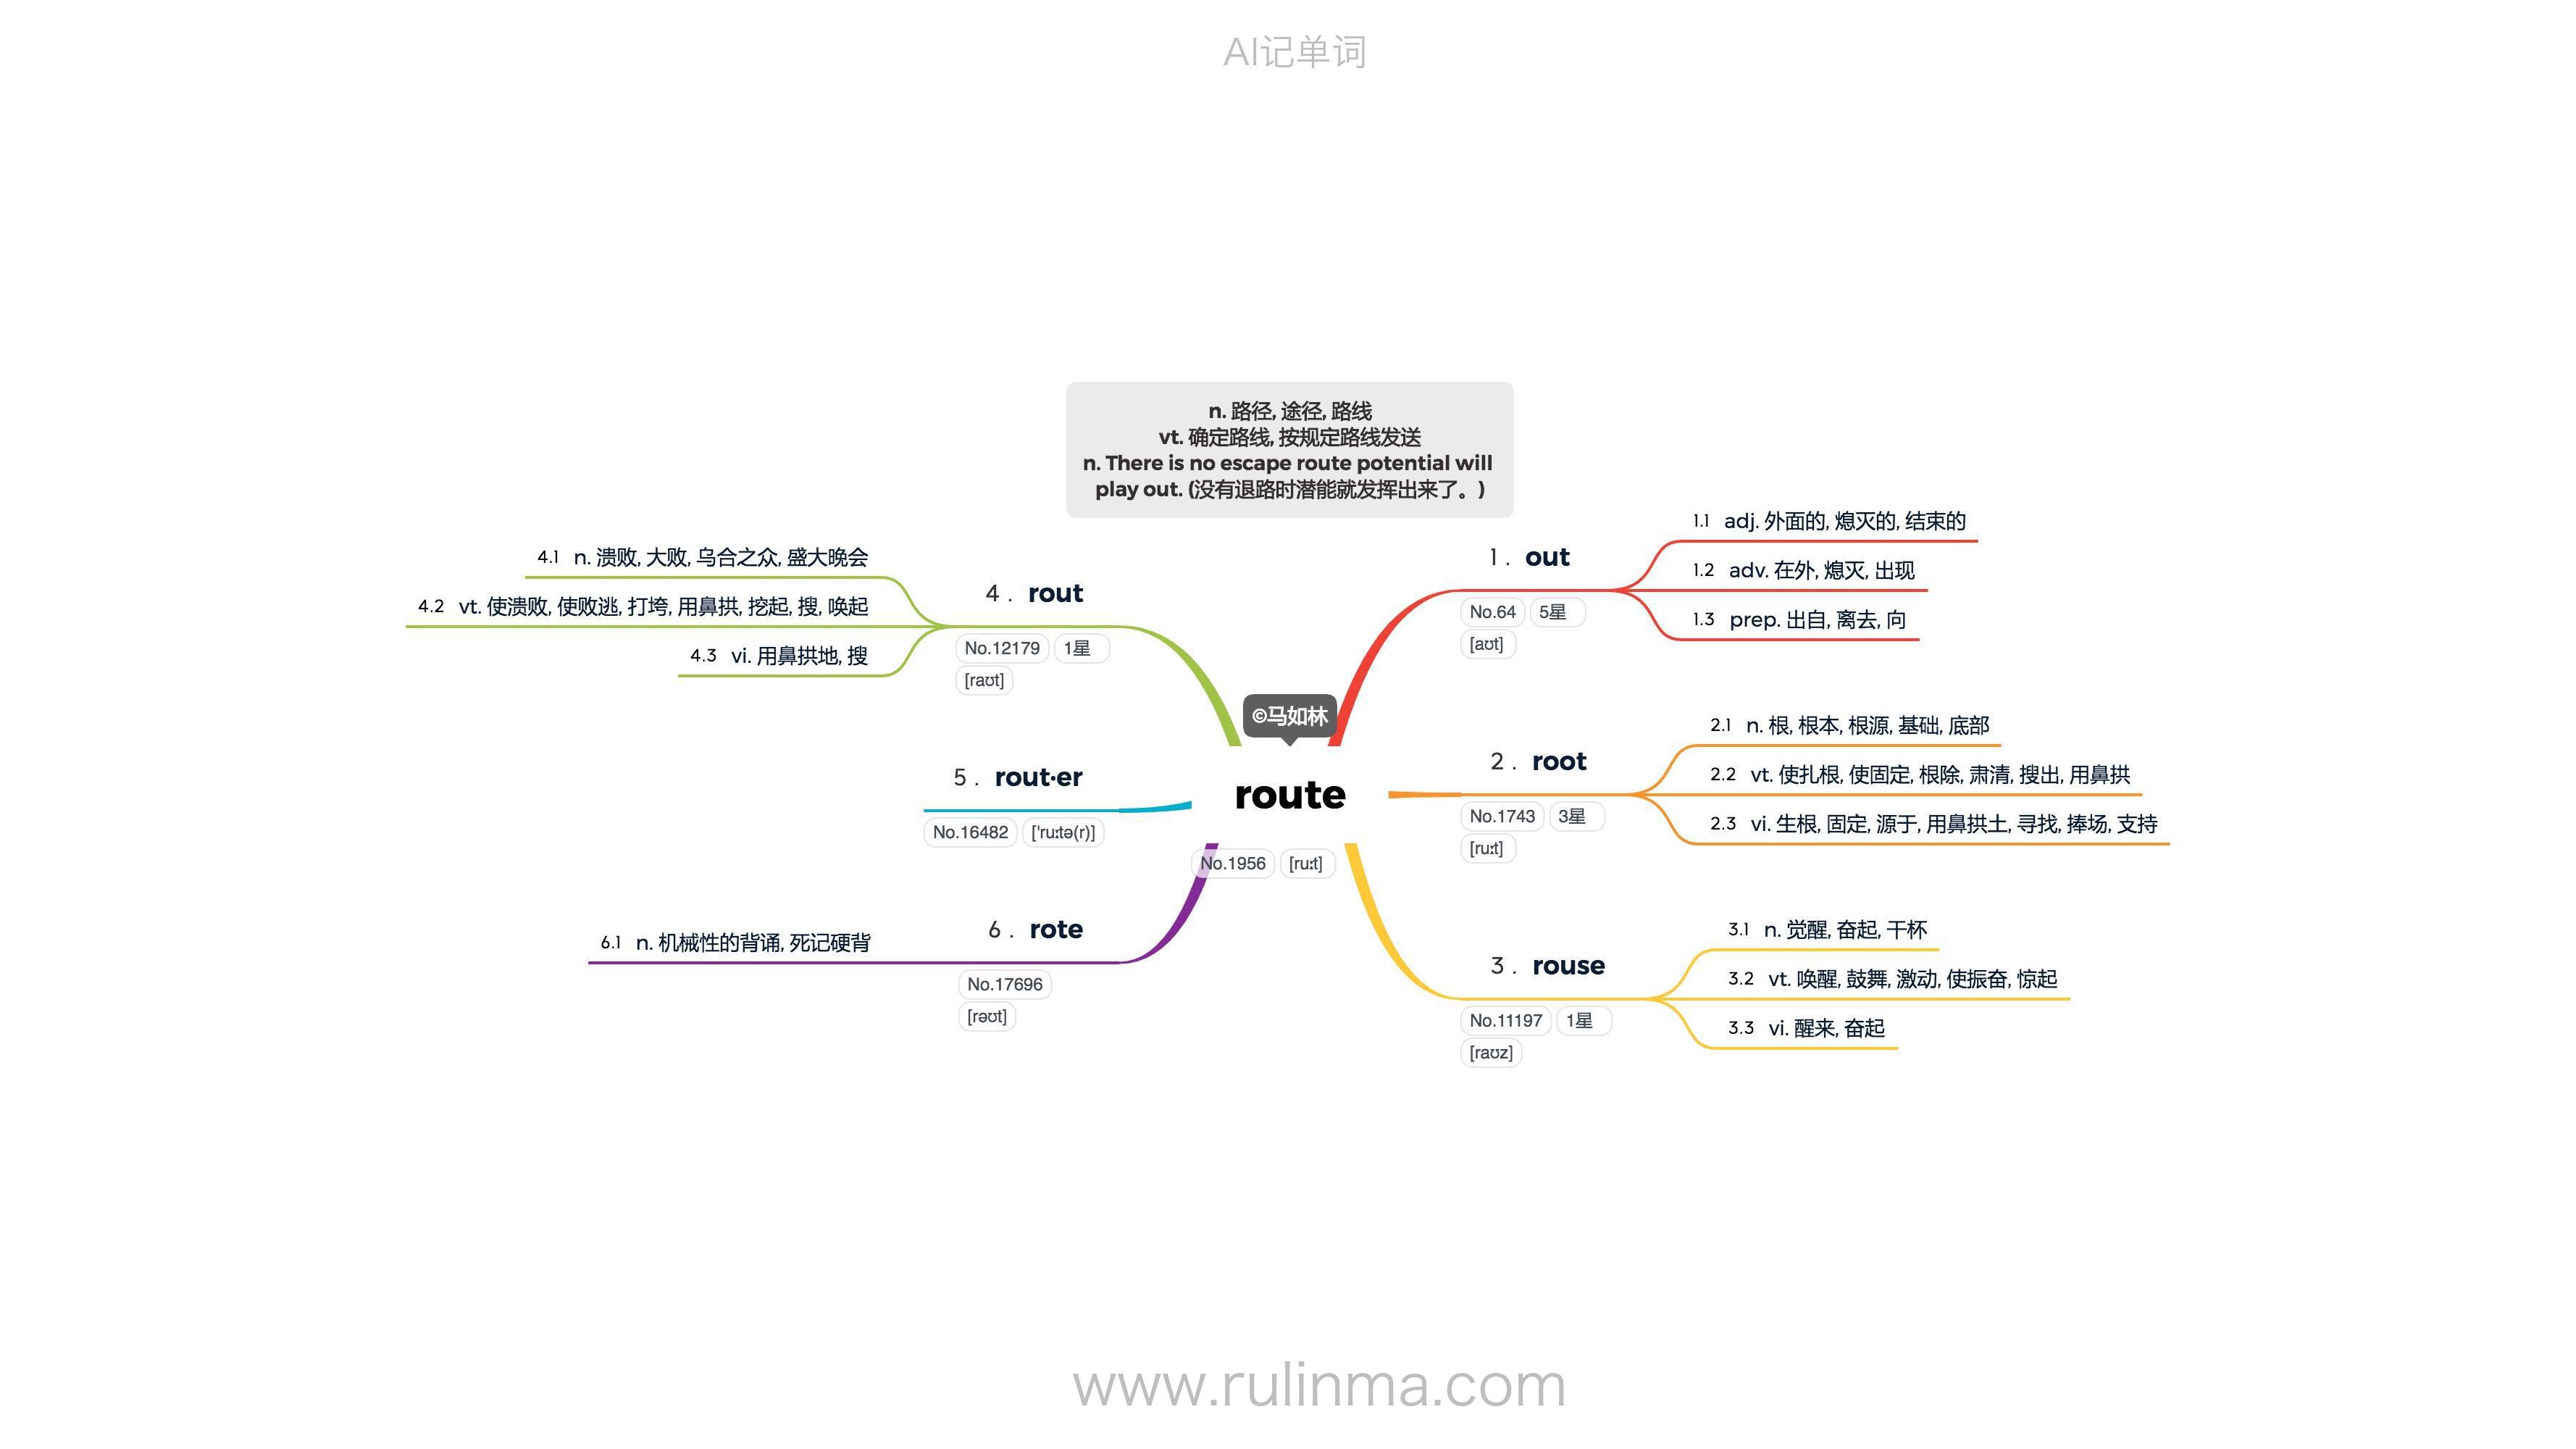 AI记单词
n. 路径, 途径, 路线
vt. 确定路线, 按规定路线发送
n. There is no escape route potential will
play out. (没有退路时潜能就发挥出来了。)
©马如林
route
No.1956 [ruːt]
1. out
No.64 5星
[aʊt]
1.1 adj. 外面的, 熄灭的, 结束的
1.2 adv. 在外, 熄灭, 出现
1.3 prep. 出自, 离去, 向
2. root
No.1743 3星
[ruːt]
2.1 n. 根, 根本, 根源, 基础, 底部
2.2 vt. 使扎根, 使固定, 根除, 肃清, 搜出, 用鼻拱
2.3 vi. 生根, 固定, 源于, 用鼻拱土, 寻找, 捧场, 支持
3. rouse
No.11197 1星
[raʊz]
3.1 n. 觉醒, 奋起, 干杯
3.2 vt. 唤醒, 鼓舞, 激动, 使振奋, 惊起
3.3 vi. 醒来, 奋起
4. rout
No.12179 1星
[raʊt]
4.1 n. 溃败, 大败, 乌合之众, 盛大晚会
4.2 vt. 使溃败, 使败逃, 打垮, 用鼻拱, 挖起, 搜, 唤起
4.3 vi. 用鼻拱地, 搜
5. rout·er
No.16482 ['ruːtə(r)]
6. rote
No.17696
[rəʊt]
6.1 n. 机械性的背诵, 死记硬背
www.rulinma.com